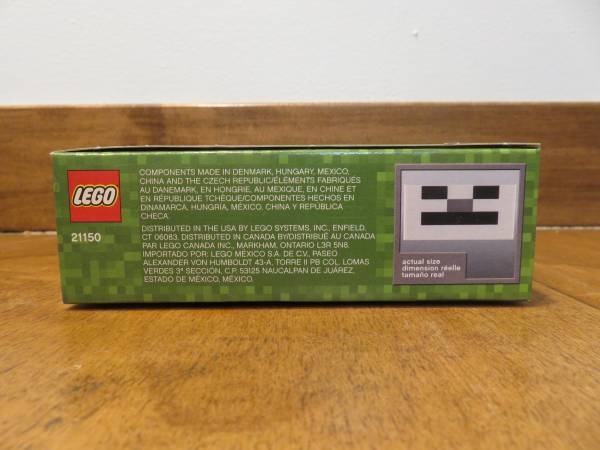 LEGO
21150
COMPONENTS MADE IN DENMARK, HUNGARY, MEXICO,
CHINA AND THE CZECH REPUBLIC/ÉLÉMENTS FABRIQUÉS
AU DANEMARK, EN HONGRIE, AU MEXIQUE, EN CHINE ET
EN RÉPUBLIQUE TCHÈQUE/COMPONENTES HECHOS EN
DINAMARCA, HUNGRÍA, MÉXICO, CHINA Y REPUBLICA
CHECA.
DISTRIBUTED IN THE USA BY LEGO SYSTEMS, INC., ENFIELD,
CT 06083. DISTRIBUTED IN CANADA BY/DISTRIBUÉ AU CANADA
PAR LEGO CANADA INC., MARKHAM, ONTARIO L3R 5N8.
IMPORTADO POR: LEGO MEXICO S.A. DE C.V., PASEO
ALEXANDER VON HUMBOLDT 43-A, TORRE II PB COL. LOMAS
VERDES 3ª SECCIÓN, C.P. 53125 NAUCALPAN DE JUÁREZ,
ESTADO DE MÉXICO, MÉXICO.
actual size
dimension réelle
tamaño real